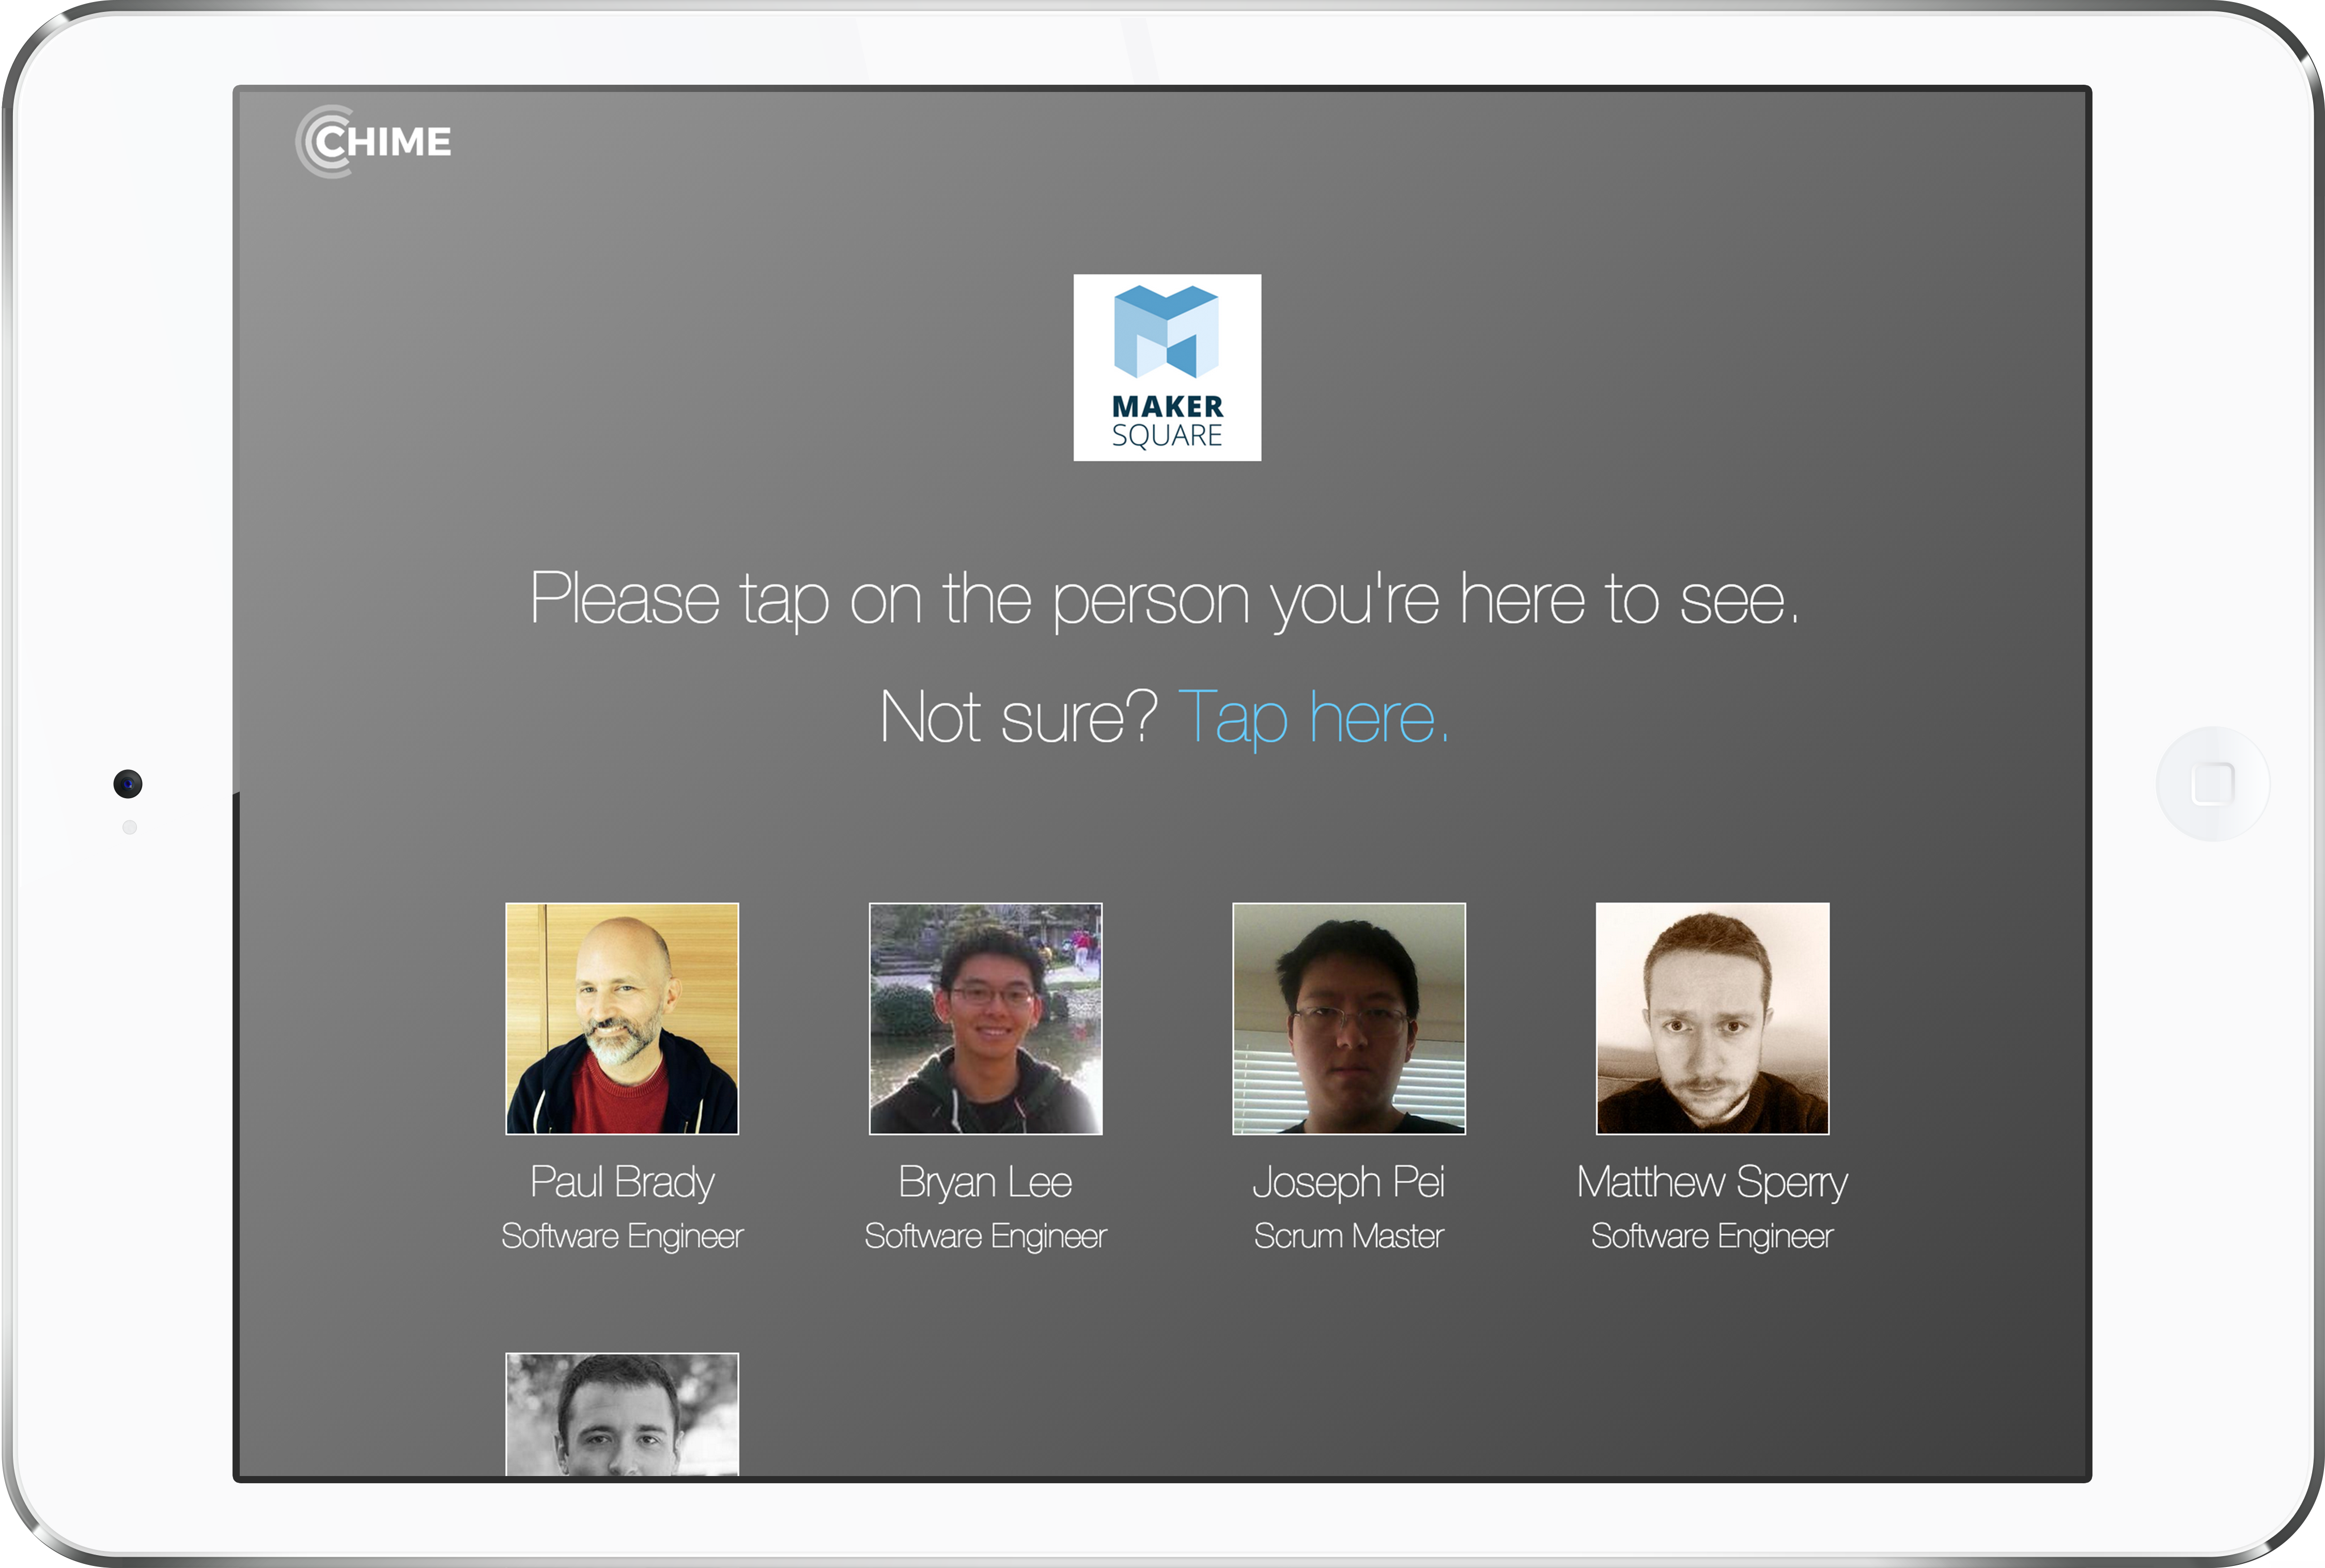 CHIME
MAKER
SQUARE
Please tap on the person you're here to see.
Not sure? Tap here.
Paul Brady
Software Engineer
Bryan Lee
Software Engineer
Joseph Pei
Scrum Master
Matthew Sperry
Software Engineer